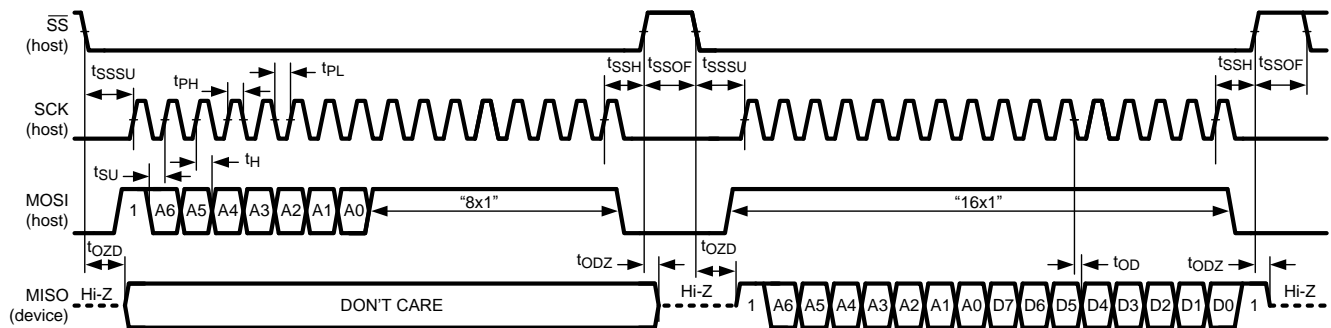 SS
(host)
tSSSU tPH tPL tSSH tSSOF tSSSU tSSH tSSOF
SCK
(host)
tSU tH
MOSI
(host)
1 A6 A5 A4 A3 A2 A1 A0 “8x1” “16x1”
tOZD tODZ tOZD tOD tODZ
MISO
(device)
Hi-Z DON’T CARE Hi-Z 1 A6 A5 A4 A3 A2 A1 A0 D7 D6 D5 D4 D3 D2 D1 D0 1 Hi-Z